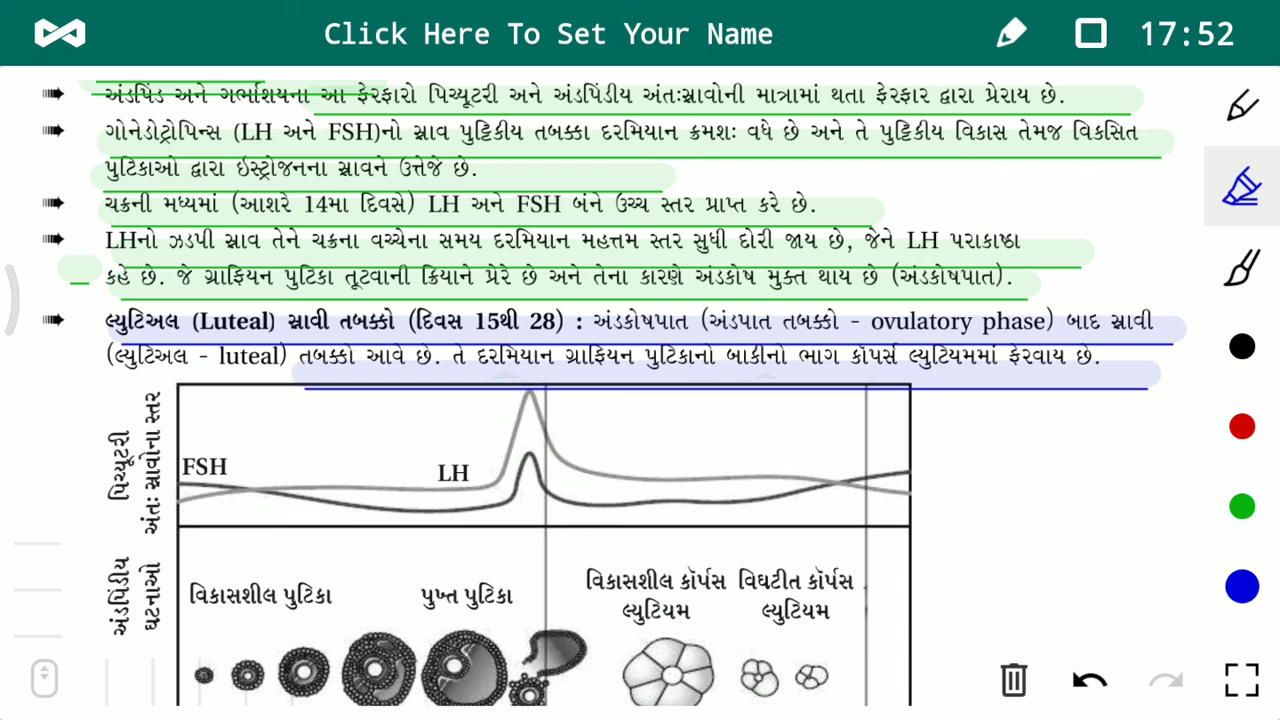 Click Here To Set Your Name
17:52
અંડપિંડ અને ગર્ભાશયના આ ફેરફારો પિચ્યૂટરી અને અંડપિંડીય અંતઃસ્રાવોની માત્રામાં થતા ફેરફાર દ્વારા પ્રેરાય છે.
ગોનેડોટ્રોપિન્સ (LH અને FSH)નો સ્રાવ પુટ્ટિકીય તબક્કા દરમિયાન ક્રમશઃ વધે છે અને તે પુટ્ટિકીય વિકાસ તેમજ વિકસિત
પુટિકાઓ દ્વારા ઇસ્ટ્રોજનના સ્રાવને ઉત્તેજે છે.
ચક્રની મધ્યમાં (આશરે 14મા દિવસે) LH અને FSH બંને ઉચ્ચ સ્તર પ્રાપ્ત કરે છે.
LHનો ઝડપી સ્રાવ તેને ચક્રના વચ્ચેના સમય દરમિયાન મહત્તમ સ્તર સુધી દોરી જાય છે, જેને LH પરાકાષ્ઠા
કહે છે. જે ગ્રાફિયન પુટિકા તૂટવાની ક્રિયાને પ્રેરે છે અને તેના કારણે અંડકોષ મુક્ત થાય છે (અંડકોષપાત).
લ્યુટિઅલ (Luteal) સ્રાવી તબક્કો (દિવસ 15થી 28) : અંડકોષપાત (અંડપાત તબક્કો - ovulatory phase) બાદ સ્રાવી
(લ્યુટિઅલ - luteal) તબક્કો આવે છે. તે દરમિયાન ગ્રાફિયન પુટિકાનો બાકીનો ભાગ કૉપર્સ લ્યુટિયમમાં ફેરવાય છે.
પિચ્યૂટરી
અંતઃ સ્રાવોના સ્તર
FSH
LH
અંડપિંડીય
ઘટનાઓ
વિકાસશીલ પુટિકા
પુખ્ત પુટિકા
વિકાસશીલ કૉર્પસ
લ્યુટિયમ
વિઘટીત કૉર્પસ
લ્યુટિયમ